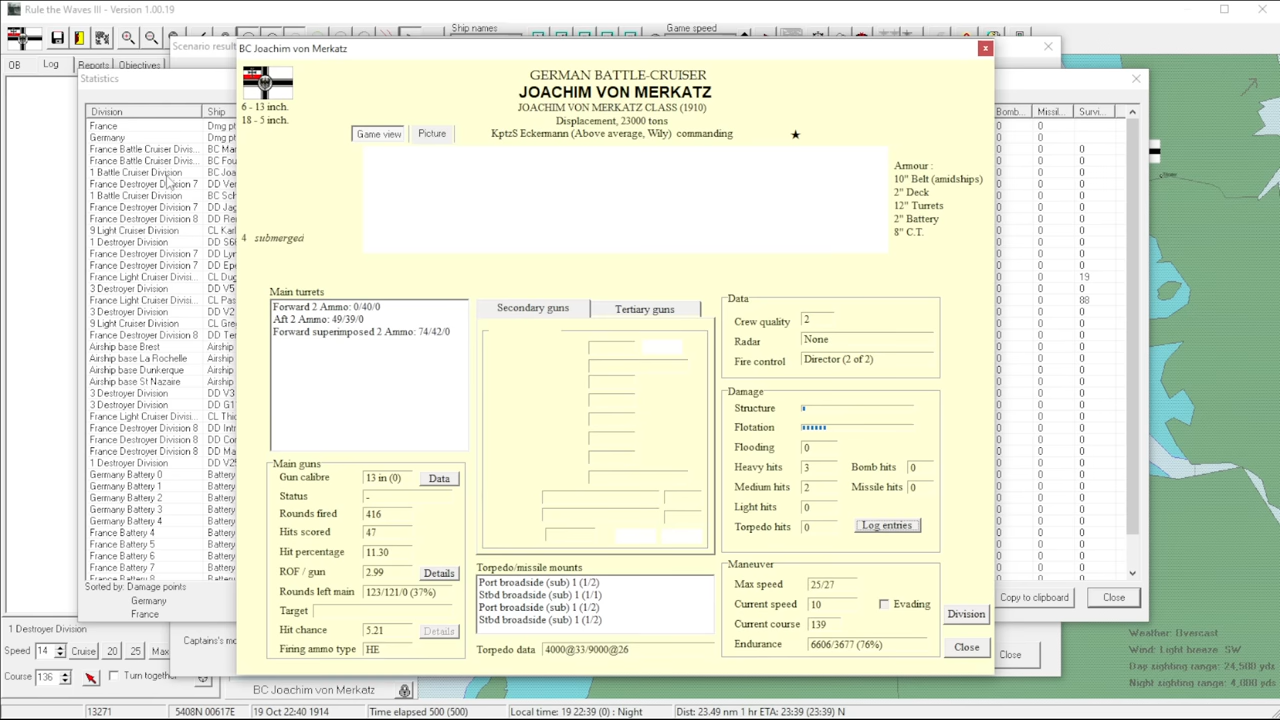 Rule the Waves III - Version 1.00.19
Ship names
Game speed
OB
Log
Reports
Objectives
Scenario result
Statistics
BC Joachim von Merkatz
6 - 13 inch.
18 - 5 inch.
GERMAN BATTLE-CRUISER
JOACHIM VON MERKATZ
JOACHIM VON MERKATZ CLASS (1910)
Displacement, 23000 tons
KptzS Eckermann (Above average, Wily) commanding
Game view
Picture
4 submerged
Armour :
10" Belt (amidships)
2" Deck
12" Turrets
2" Battery
8" C.T.
Division Ship
France Dmg pt
Germany Dmg pt
France Battle Cruiser Divis... BC Ma
France Battle Cruiser Divis... BC Fou
1 Battle Cruiser Division BC Joa
France Destroyer Division 7 DD Ver
1 Battle Cruiser Division BC Sch
France Destroyer Division 7 DD Jag
France Destroyer Division 8 DD Rei
9 Light Cruiser Division CL Karl
1 Destroyer Division DD S6
France Destroyer Division 7 DD Lyn
France Destroyer Division 7 DD Epe
France Light Cruiser Divisi... CL Dug
3 Destroyer Division DD V5
France Light Cruiser Divisi... CL Pas
3 Destroyer Division DD V2
9 Light Cruiser Division CL Gre
France Destroyer Division 8 DD Ter
Airship base Brest Airship
Airship base La Rochelle Airship
Airship base Dunkerque Airship
Airship base St Nazaire Airship
3 Destroyer Division DD V3
3 Destroyer Division DD G1
France Light Cruiser Divisi... CL Thi
France Destroyer Division 8 DD Intr
France Destroyer Division 8 DD Cor
France Destroyer Division 8 DD Ma
1 Destroyer Division DD V25
Germany Battery 0 Battery
Germany Battery 1 Battery
Germany Battery 2 Battery
Germany Battery 3 Battery
Germany Battery 4 Battery
France Battery 4 Battery
France Battery 5 Battery
France Battery 6 Battery
France Battery 7 Battery
France Battery 8 Battery
Sorted by: Damage points
Germany
France
Bomb... Missil... Survi...
19
88
Main turrets
Forward 2 Ammo: 0/40/0
Aft 2 Ammo: 49/39/0
Forward superimposed 2 Ammo: 74/42/0
Secondary guns
Tertiary guns
Data
Crew quality 2
Radar None
Fire control Director (2 of 2)
Damage
Structure
Flotation
Flooding 0
Heavy hits 3 Bomb hits 0
Medium hits 2 Missile hits 0
Light hits 0
Torpedo hits 0 Log entries
Main guns
Gun calibre 13 in (0) Data
Status -
Rounds fired 416
Hits scored 47
Hit percentage 11.30
ROF / gun 2.99 Details
Rounds left main 123/121/0 (37%)
Target
Hit chance 5.21 Details
Firing ammo type HE
Torpedo/missile mounts
Port broadside (sub) 1 (1/2)
Stbd broadside (sub) 1 (1/1)
Port broadside (sub) 1 (1/2)
Stbd broadside (sub) 1 (1/2)
Torpedo data 4000@33/9000@26
Maneuver
Max speed 25/27
Current speed 10 Evading
Current course 139
Endurance 6606/3677 (76%)
Division
Close
Copy to clipboard
Close
Close
1 Destroyer Division
Speed 14 Cruise 20 25 Max
Course 136 Turn together
Captains's mo
BC Joachim von Merkatz
Weather: Overcast
Wind: Light breeze SW
Day sighting range: 24,500 yds
Night sighting range: 4,000 yds
13271
5408N 00617E
19 Oct 22:40 1914
Time elapsed 500 (500)
Local time: 19 22:39 (0) : Night
Dist: 23.49 nm 1 hr ETA: 23:39 (23:39) N